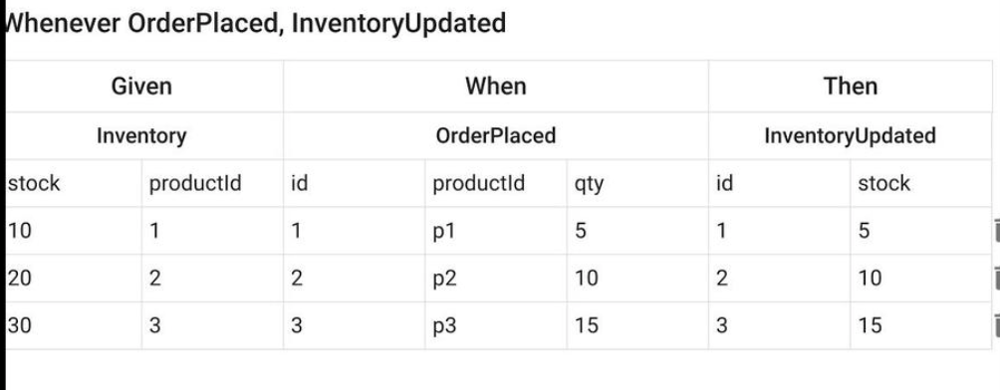 Whenever OrderPlaced, InventoryUpdated
Given When Then
Inventory OrderPlaced InventoryUpdated
stock productId id productId qty id stock
10 1 1 p1 5 1 5
20 2 2 p2 10 2 10
30 3 3 p3 15 3 15